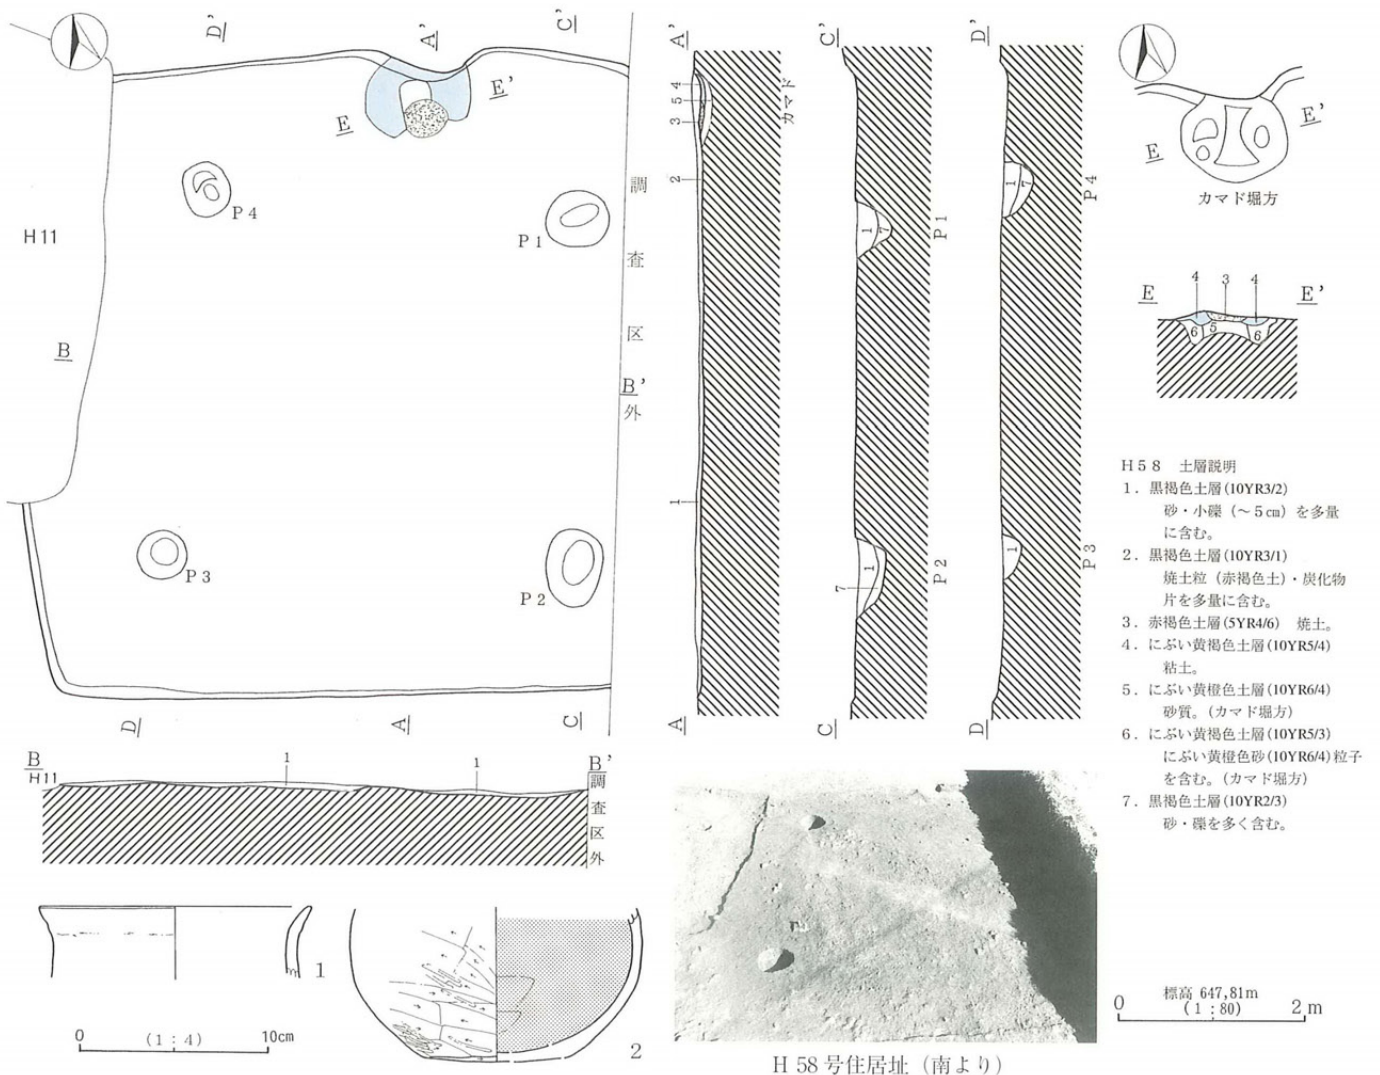 D'
A'
C'
E
E'
P4
P1
H11
B
調
査
区
B'
外
P3
P2
D
A
C
A'
4
5
3
カマド
2
1
A
C'
1
7
P1
1
7
P2
C
D'
1
7
P4
1
P3
D
E
E'
カマド堀方
4
3
4
E
E'
6
5
6
H58 土層説明
1. 黒褐色土層(10YR3/2)
砂・小礫(~5㎝)を多量
に含む。
2. 黒褐色土層(10YR3/1)
焼土粒(赤褐色土)・炭化物
片を多量に含む。
3. 赤褐色土層(5YR4/6) 焼土。
4. にぶい黄褐色土層(10YR5/4)
粘土。
5. にぶい黄橙色土層(10YR6/4)
砂質。(カマド堀方)
6. にぶい黄褐色土層(10YR5/3)
にぶい黄橙色砂(10YR6/4)粒子
を含む。(カマド堀方)
7. 黒褐色土層(10YR2/3)
砂・礫を多く含む。
B
H11
1
1
B'
調
査
区
外
1
2
0 (1:4) 10cm
H 58 号住居址 (南より)
標高 647,81m
0 (1:80) 2 m